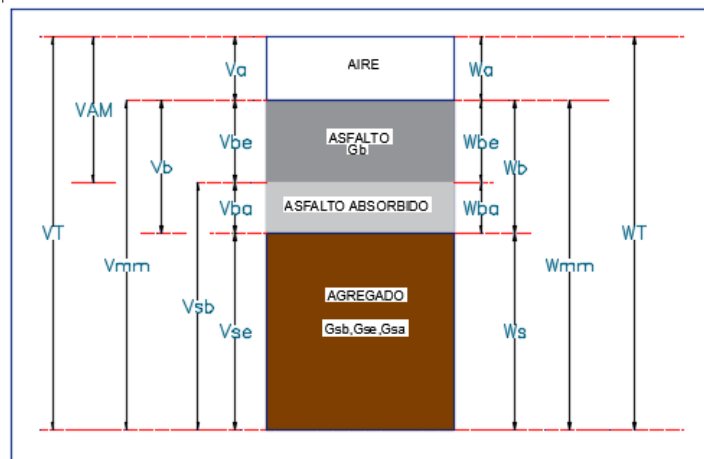 Va
AIRE
Wa
VAM
Vbe
ASFALTO
Gb
Wbe
Vb
Wb
Vba
ASFALTO ABSORBIDO
Wba
VT
Vmm
Wmm
WT
Vsb
AGREGADO
Gsb,Gse,Gsa
Vse
Ws